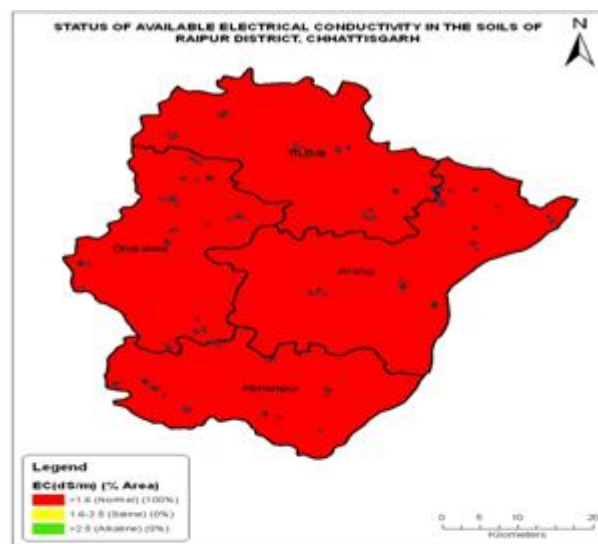 STATUS OF AVAILABLE ELECTRICAL CONDUCTIVITY IN THE SOILS OF
RAIPUR DISTRICT, CHHATTISGARH
N
Tilda
Dharsiwa
Arang
Abhanpur
Legend
EC(dS/m) (% Area)
<1.6 (Normal) (100%)
1.6-2.5 (Saline) (0%)
>2.5 (Alkaline) (0%)
0 5 10 20
Kilometers